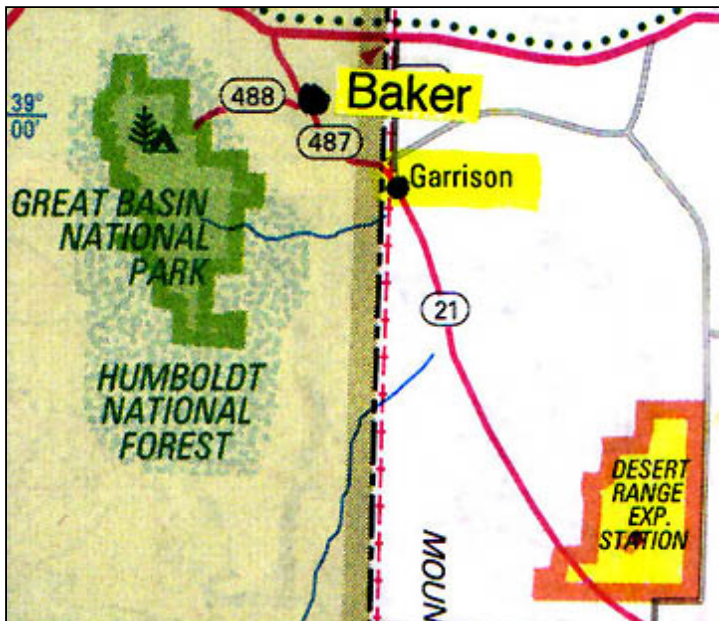 488
Baker
39°
00'
487
Garrison
GREAT BASIN
NATIONAL
PARK
21
HUMBOLDT
NATIONAL
FOREST
DESERT
RANGE
EXP.
STATION
MOUN